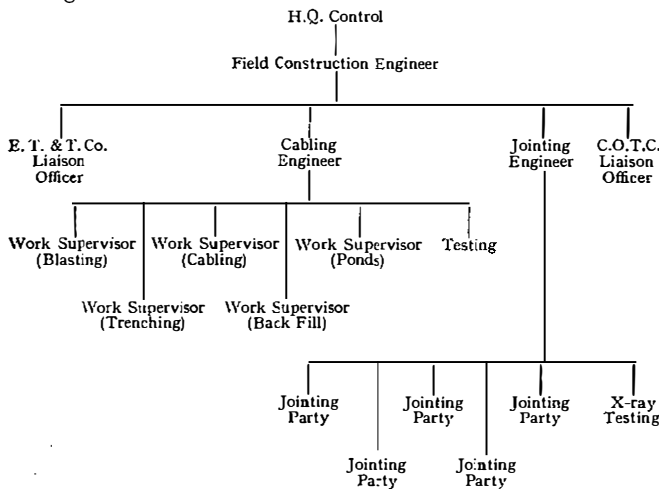 H.Q. Control
Field Construction Engineer
E. T. & T. Co.
Liaison
Officer
Cabling
Engineer
Jointing
Engineer
C.O.T.C.
Liaison
Officer
Work Supervisor
(Blasting)
Work Supervisor
(Cabling)
Work Supervisor
(Ponds)
Testing
Work Supervisor
(Trenching)
Work Supervisor
(Back Fill)
Jointing
Party
Jointing
Party
Jointing
Party
X-ray
Testing
Jointing
Party
Jointing
Party